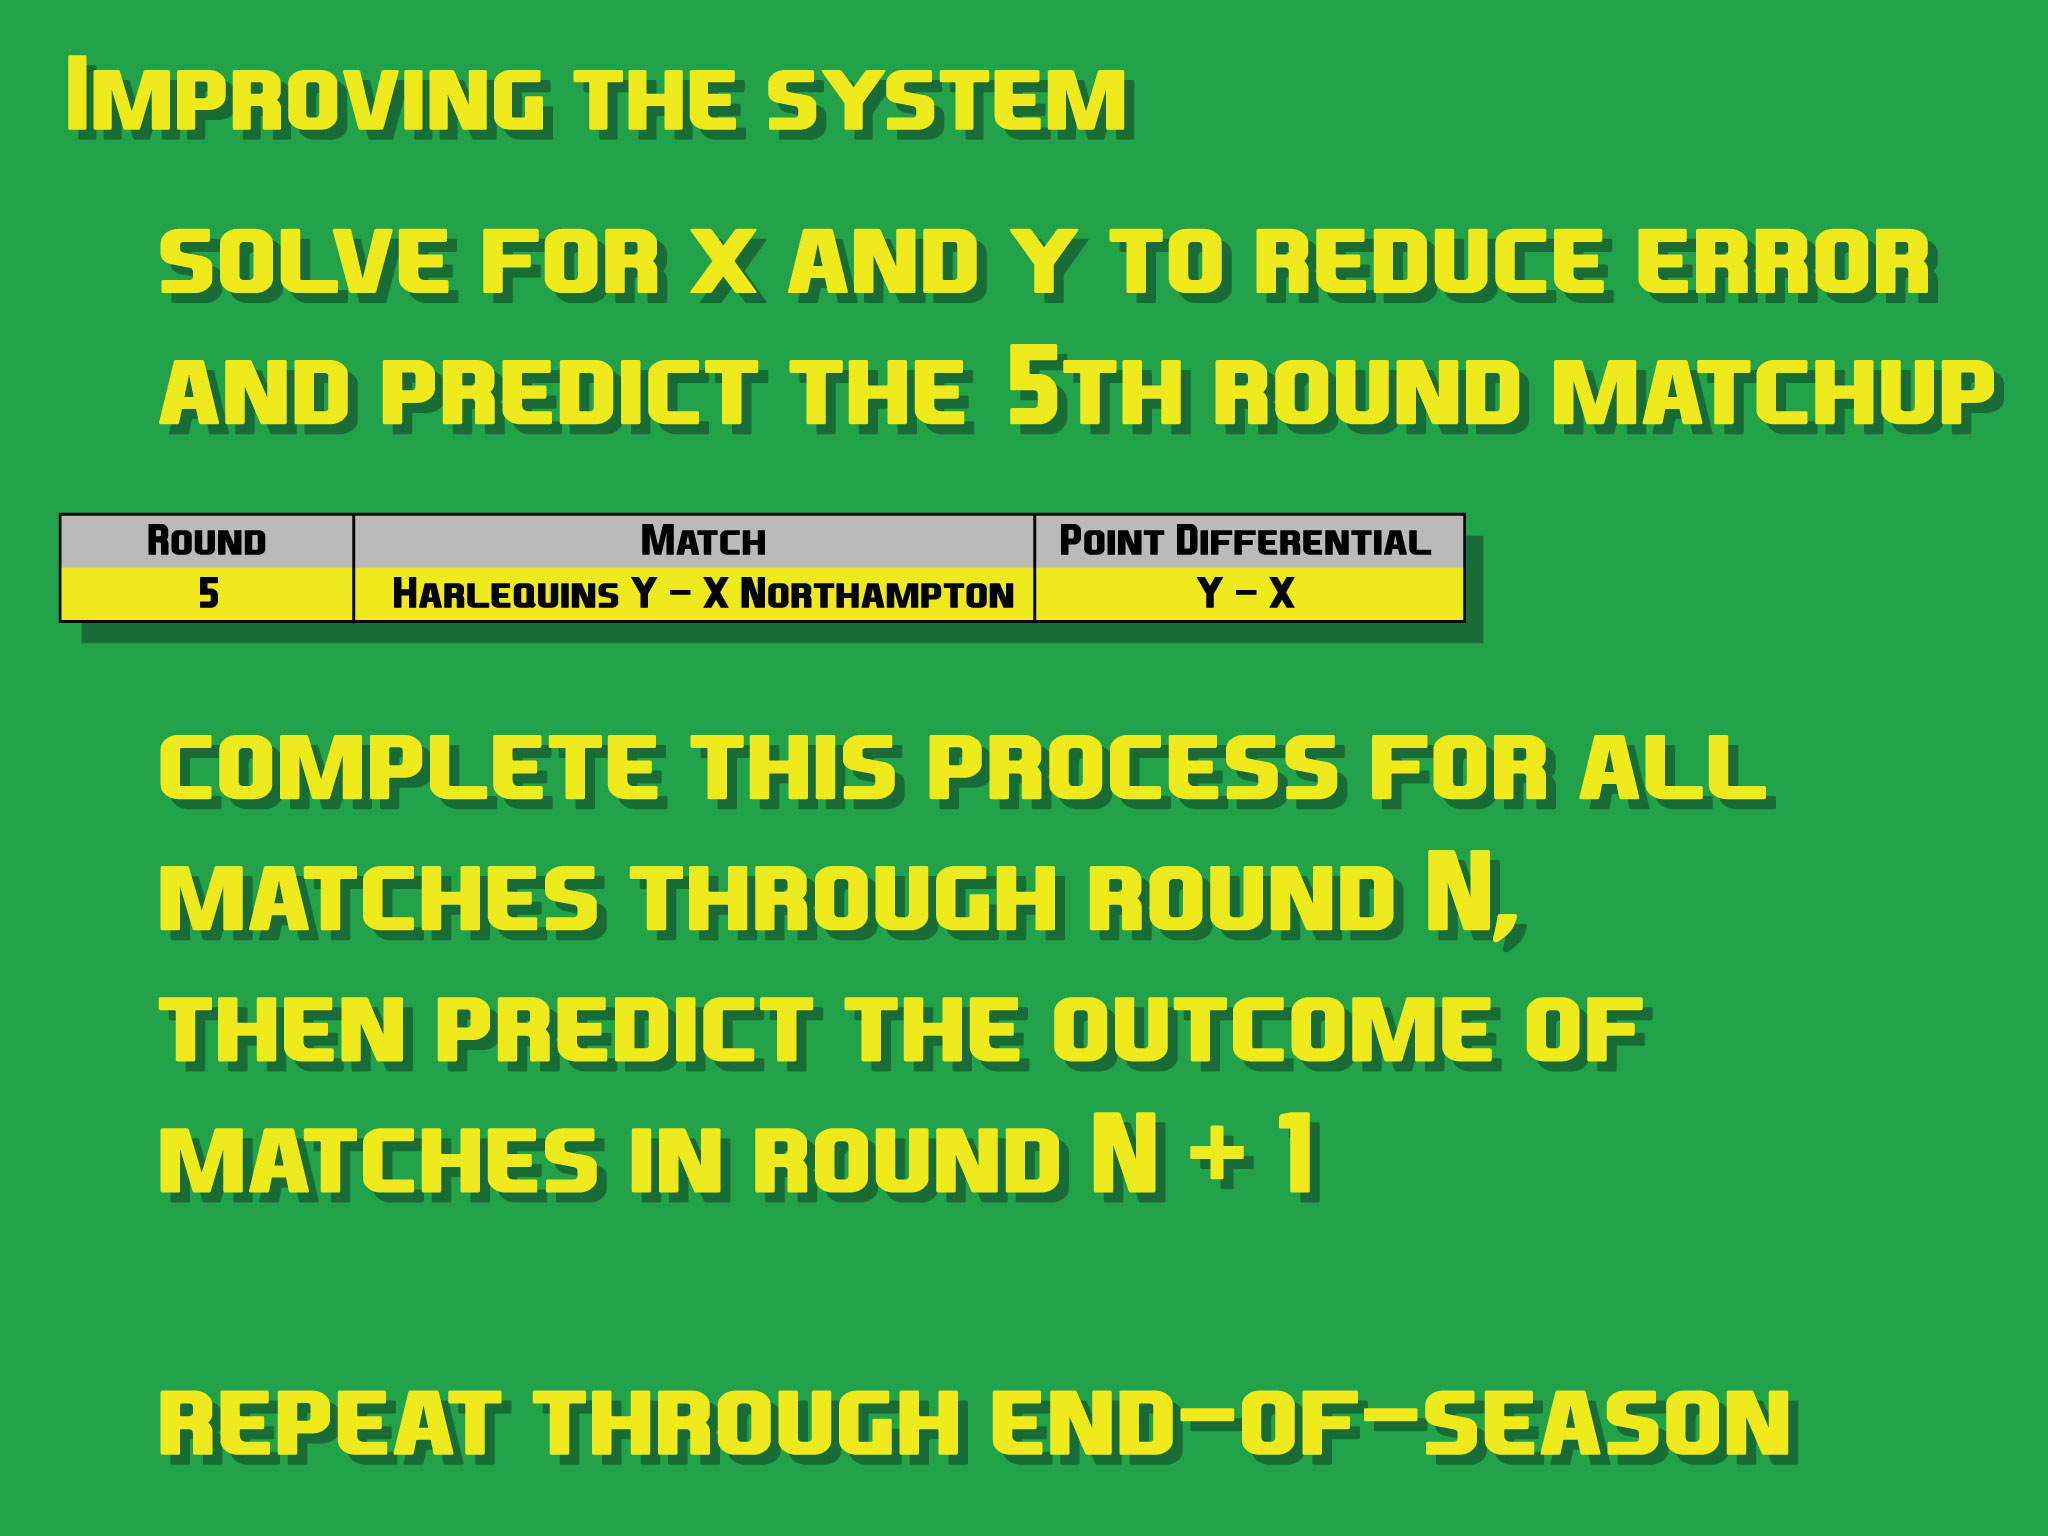 Improving the system
solve for x and y to reduce error
and predict the 5th round matchup
Round Match Point Differential
5 Harlequins Y - X Northampton Y - X
complete this process for all
matches through round N,
then predict the outcome of
matches in round N + 1
repeat through end-of-season